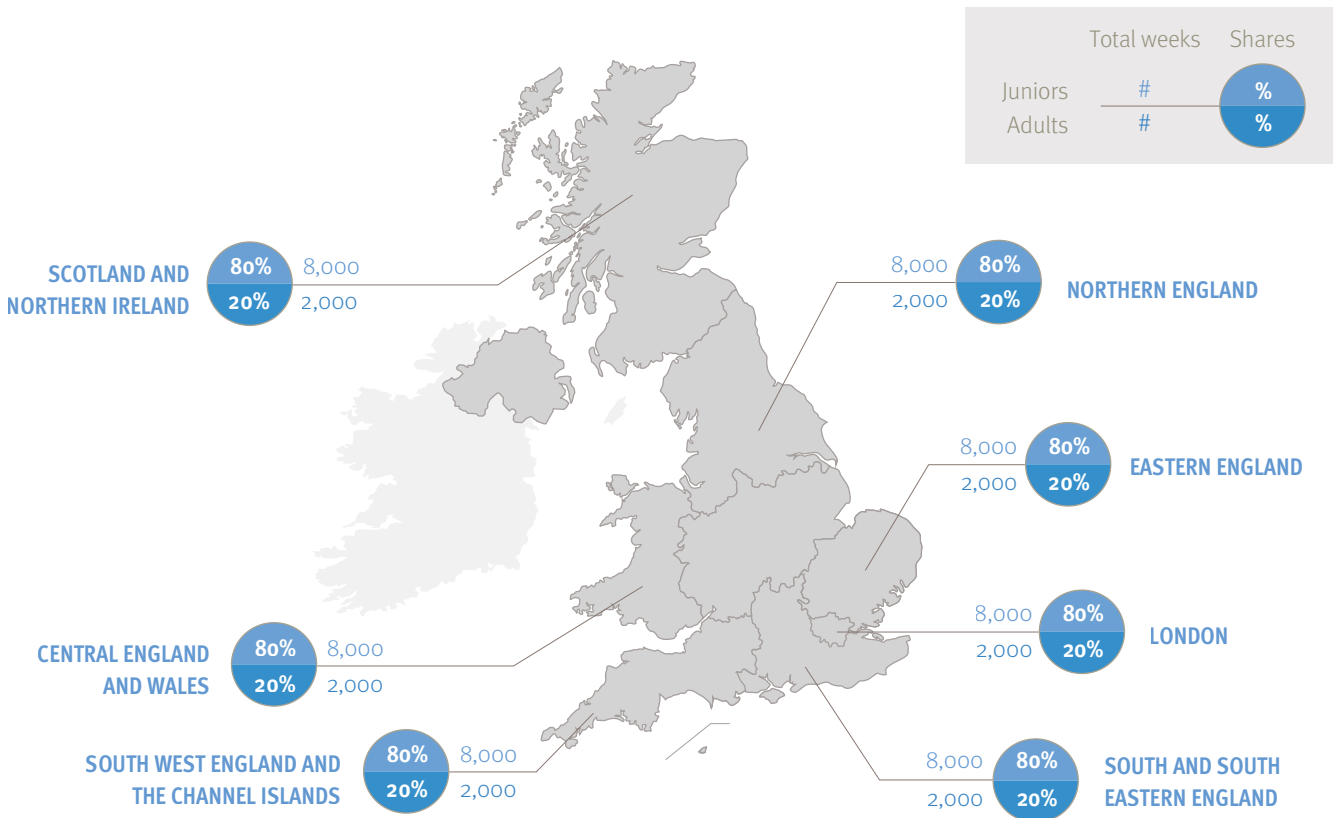 Total weeks Shares
Juniors # %
Adults # %
SCOTLAND AND
NORTHERN IRELAND
80% 8,000
20% 2,000
8,000 80%
2,000 20%
NORTHERN ENGLAND
8,000 80%
2,000 20%
EASTERN ENGLAND
8,000 80%
2,000 20%
LONDON
CENTRAL ENGLAND
AND WALES
80% 8,000
20% 2,000
SOUTH WEST ENGLAND AND
THE CHANNEL ISLANDS
80% 8,000
20% 2,000
8,000 80%
2,000 20%
SOUTH AND SOUTH
EASTERN ENGLAND